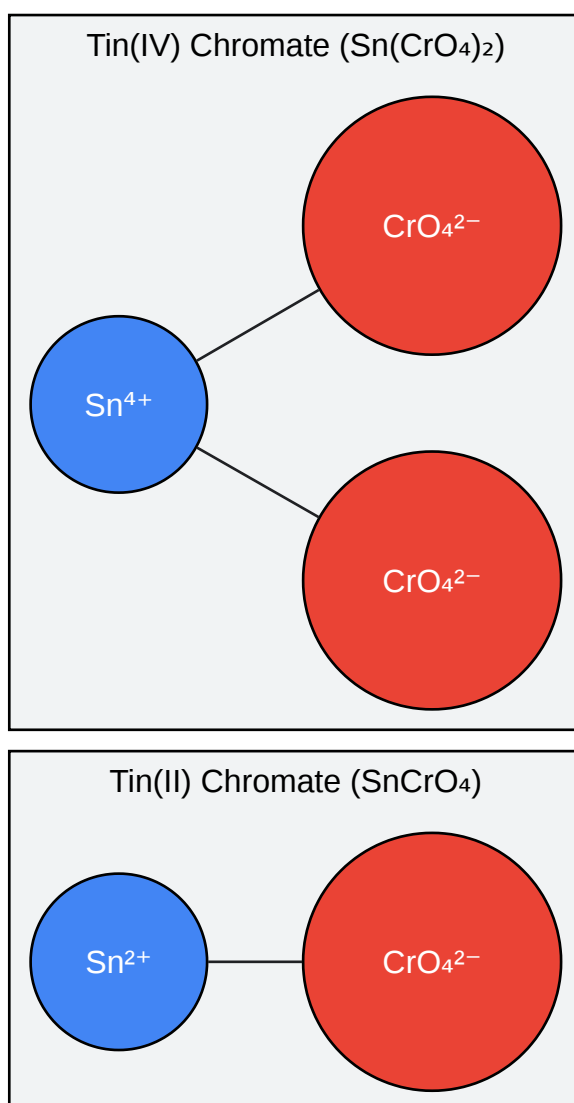 Tin(IV) Chromate (Sn(CrO₄)₂)
CrO₄²⁻
Sn⁴⁺
CrO₄²⁻
Tin(II) Chromate (SnCrO₄)
Sn²⁺
CrO₄²⁻